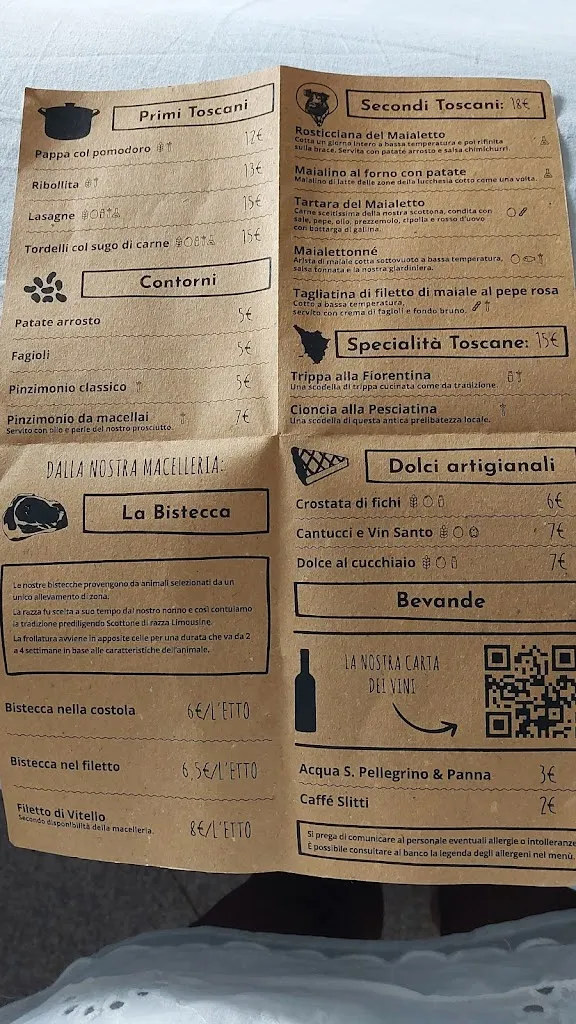 Primi Toscani
Pappa col pomodoro 12€
Ribollita 13€
Lasagne 15€
Tordelli col sugo di carne 15€
Contorni
Patate arrosto 5€
Fagioli 5€
Pinzimonio classico 5€
Pinzimonio da macellai 7€
Servito con olio e perle del nostro prosciutto.
DALLA NOSTRA MACELLERIA:
La Bistecca
Le nostre bistecche provengono da animali selezionati da un
unico allevamento di zona.
La razza fu scelta a suo tempo dal nostro nonno e così continuiamo
la tradizione prediligendo Scottone di razza Limousine.
La frollatura avviene in apposite celle per una durata che va da 2
a 4 settimane in base alle caratteristiche dell'animale.
Bistecca nella costola 6€/L'ETTO
Bistecca nel filetto 6,5€/L'ETTO
Filetto di Vitello 8€/L'ETTO
Secondo disponibilità della macelleria.
Secondi Toscani: 18€
Rosticciana del Maialetto
Cotta un giorno intero a bassa temperatura e poi rifinita
sulla brace. Servita con patate arrosto e salsa chimichurri.
Maialino al forno con patate
Maialino di latte delle zone della lucchesia cotto come una volta.
Tartara del Maialetto
Carne sceltissima della nostra scottona, condita con
sale, pepe, olio, prezzemolo, cipolla e rosso d'uovo
con bottarga di gallina.
Maialettonné
Arista di maiale cotta sottovuoto a bassa temperatura,
salsa tonnata e la nostra giardiniera.
Tagliatina di filetto di maiale al pepe rosa
Cotto a bassa temperatura,
servito con crema di fagioli e fondo bruno.
Specialità Toscane: 15€
Trippa alla Fiorentina
Una scodella di trippa cucinata come da tradizione.
Cioncia alla Pesciatina
Una scodella di questa antica prelibatezza locale.
Dolci artigianali
Crostata di fichi 6€
Cantucci e Vin Santo 7€
Dolce al cucchiaio 7€
Bevande
LA NOSTRA CARTA
DEI VINI
Acqua S. Pellegrino & Panna 3€
Caffé Slitti 2€
Si prega di comunicare al personale eventuali allergie o intolleranze
È possibile consultare al banco la legenda degli allergeni nel menù.